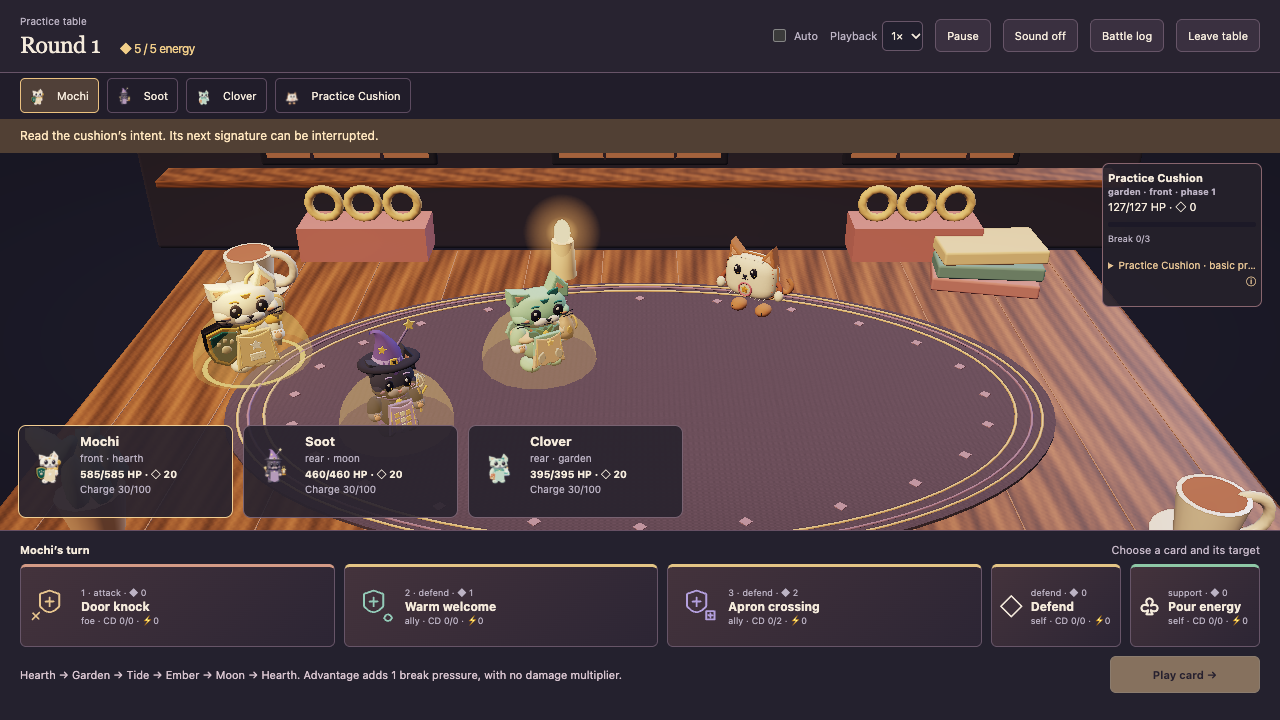 Practice table
Round 1
5 / 5 energy
Auto
Playback
1×
Pause
Sound off
Battle log
Leave table
Mochi
Soot
Clover
Practice Cushion
Read the cushion's intent. Its next signature can be interrupted.
Practice Cushion
garden · front · phase 1
127/127 HP · ◇ 0
Break 0/3
▸ Practice Cushion · basic pr…
Mochi
front · hearth
585/585 HP · ◇ 20
Charge 30/100
Soot
rear · moon
460/460 HP · ◇ 20
Charge 30/100
Clover
rear · garden
395/395 HP · ◇ 20
Charge 30/100
Mochi's turn
Choose a card and its target
1 · attack · ◆ 0
Door knock
foe · CD 0/0 · ⚡0
2 · defend · ◆ 1
Warm welcome
ally · CD 0/0 · ⚡0
3 · defend · ◆ 2
Apron crossing
ally · CD 0/2 · ⚡0
defend · ◆ 0
Defend
self · CD 0/0 · ⚡0
support · ◆ 0
Pour energy
self · CD 0/0 · ⚡0
Hearth → Garden → Tide → Ember → Moon → Hearth. Advantage adds 1 break pressure, with no damage multiplier.
Play card →